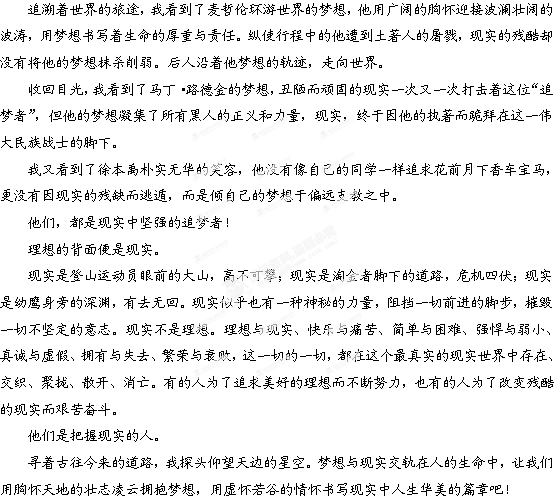 追溯着世界的旅途，我看到了麦哲伦环游世界的梦想，他用广阔的胸怀迎接波澜壮阔的
波涛，用梦想书写着生命的厚重与责任。纵使行程中的他遭到土著人的屠戮，现实的残酷却
没有将他的梦想抹杀削弱。后人沿着他梦想的轨迹，走向世界。
收回目光，我看到了马丁·路德金的梦想，丑陋而顽固的现实一次又一次打击着这位“追
梦者”，但他的梦想凝集了所有黑人的正义和力量，现实，终于因他的执著而跪拜在这一伟
大民族战士的脚下。
我又看到了徐本禹朴实无华的笑容，他没有像自己的同学一样追求花前月下香车宝马，
更没有因现实的残缺而逃遁，而是倾自己的梦想于偏远支教之中。
他们，都是现实中坚强的追梦者！
理想的背面便是现实。
现实是登山运动员眼前的大山，高不可攀；现实是淘金者脚下的道路，危机四伏；现实
是幼鹰身旁的深渊，有去无回。现实似乎也有一种神秘的力量，阻挡一切前进的脚步，摧毁
一切不坚定的意志。现实不是理想。理想与现实、快乐与痛苦、简单与困难、强悍与弱小、
真诚与虚假、拥有与失去、繁荣与衰败，这一切的一切，都在这个最真实的现实世界中存在、
交织、聚拢、散开、消亡。有的人为了追求美好的理想而不断努力，也有的人为了改变残酷
的现实而艰苦奋斗。
他们是把握现实的人。
寻着古往今来的道路，我探头仰望天边的星空。梦想与现实交轨在人的生命中，让我们
用胸怀天地的壮志凌云拥抱梦想，用虚怀若谷的情怀书写现实中人生华美的篇章吧！